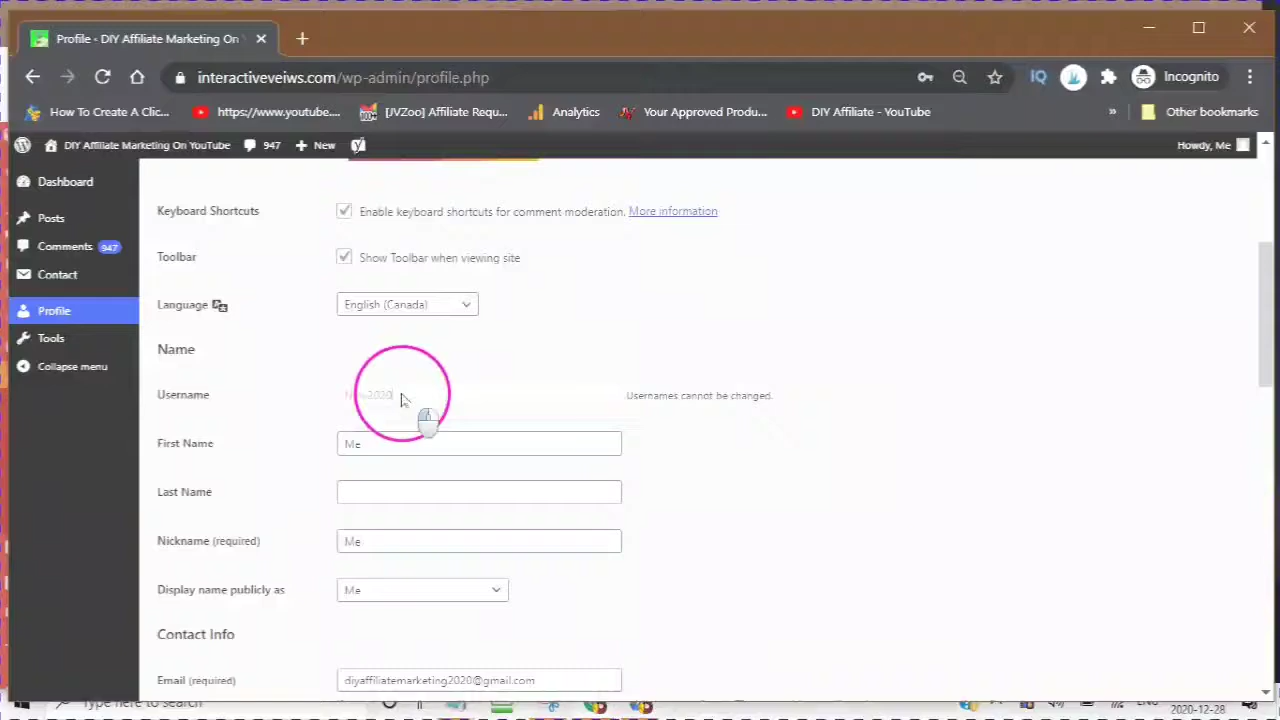 Profile ‹ DIY Affiliate Marketing On
interactiveveiws.com/wp-admin/profile.php
IQ
Incognito
How To Create A Clic...
https://www.youtube....
[JVZoo] Affiliate Requ...
Analytics
Your Approved Produ...
DIY Affiliate - YouTube
»
Other bookmarks
DIY Affiliate Marketing On YouTube
947
+ New
Howdy, Me
Dashboard
Posts
Comments 947
Contact
Profile
Tools
Collapse menu
Keyboard Shortcuts
Enable keyboard shortcuts for comment moderation. More information
Toolbar
Show Toolbar when viewing site
Language
English (Canada)
Name
Username
Usernames cannot be changed.
First Name
Me
Last Name
Nickname (required)
Me
Display name publicly as
Me
Contact Info
Email (required)
diyaffiliatemarketing2020@gmail.com
Type here to search
2020-12-28